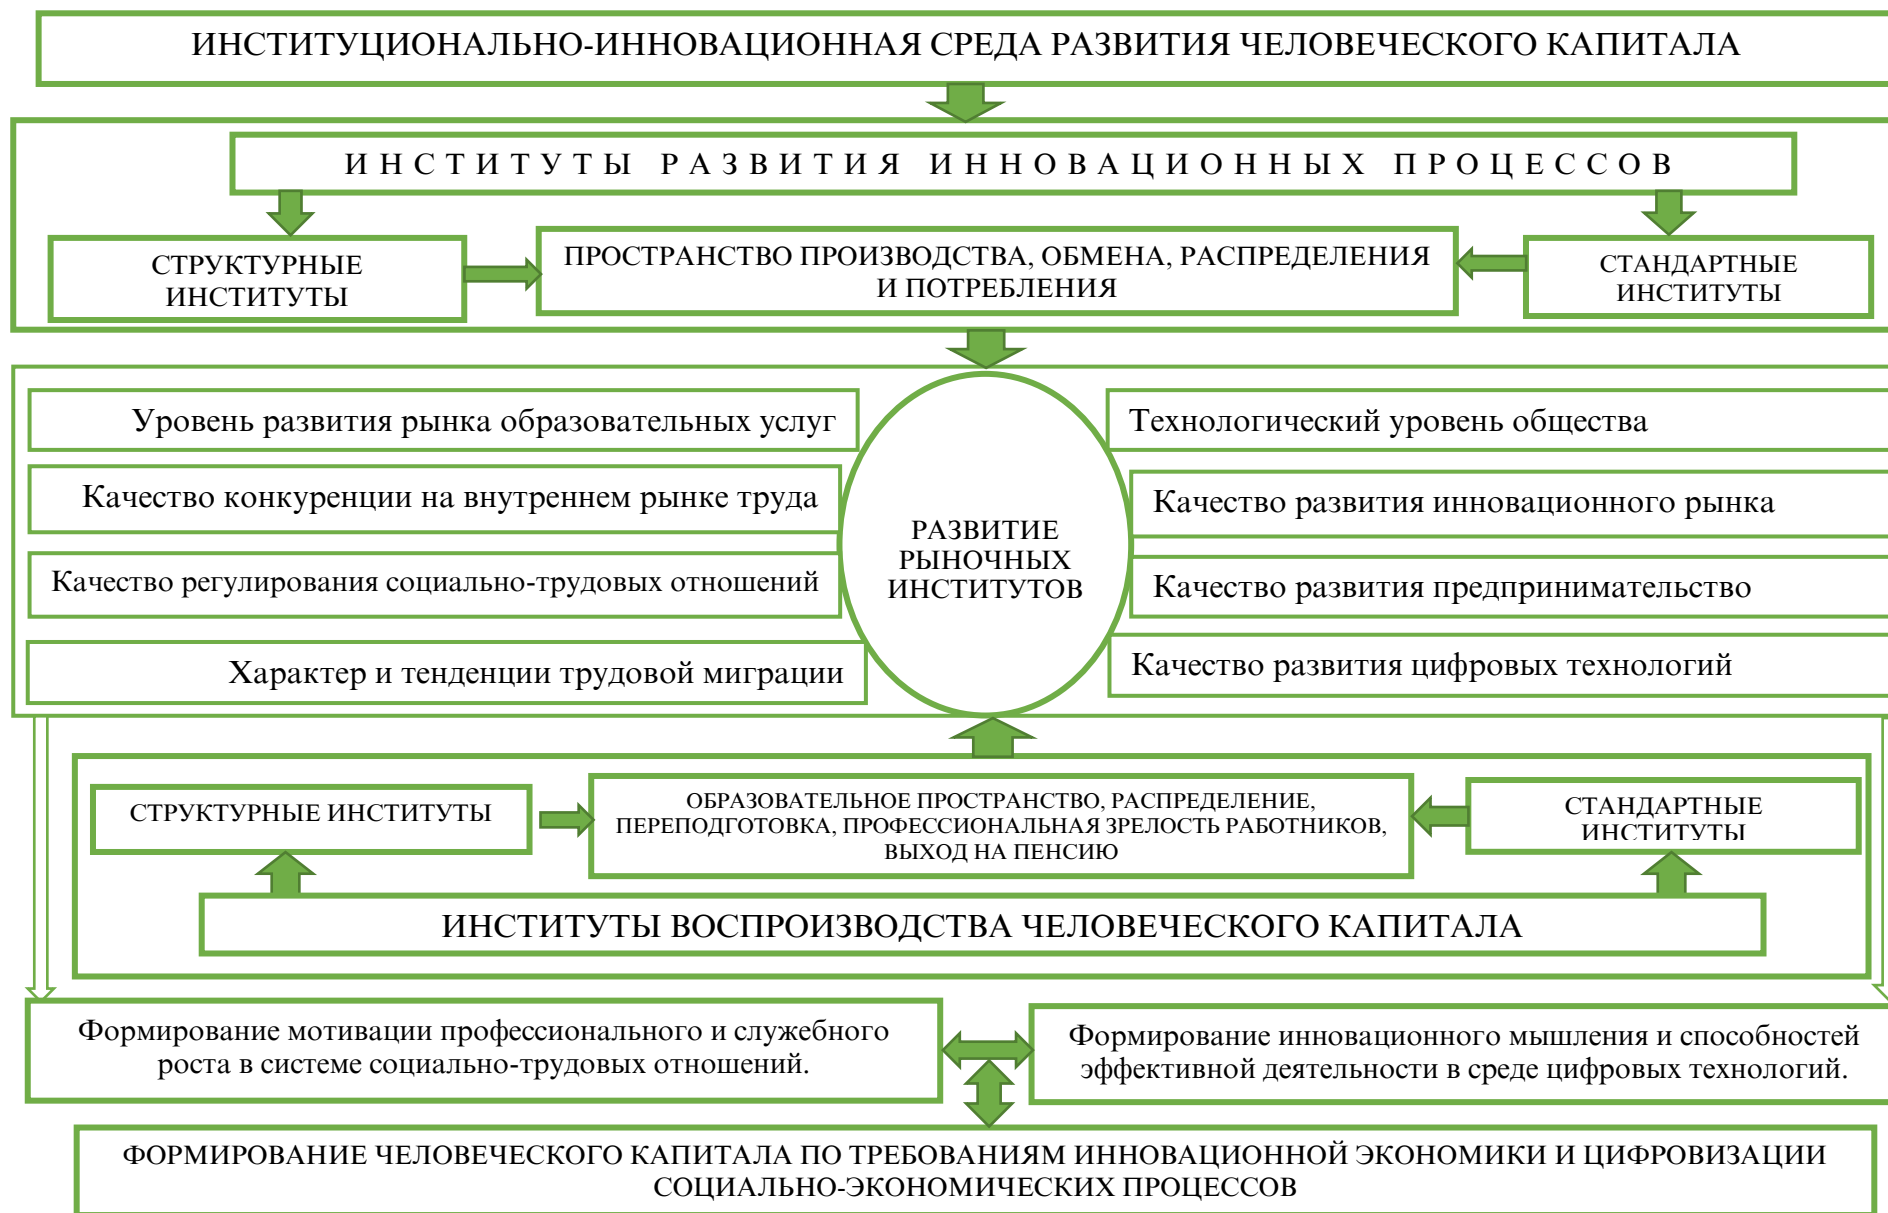 ИНСТИТУЦИОНАЛЬНО-ИННОВАЦИОННАЯ СРЕДА РАЗВИТИЯ ЧЕЛОВЕЧЕСКОГО КАПИТАЛА
ИНСТИТУТЫ РАЗВИТИЯ ИННОВАЦИОННЫХ ПРОЦЕССОВ
СТРУКТУРНЫЕ
ИНСТИТУТЫ
ПРОСТРАНСТВО ПРОИЗВОДСТВА, ОБМЕНА, РАСПРЕДЕЛЕНИЯ
И ПОТРЕБЛЕНИЯ
СТАНДАРТНЫЕ
ИНСТИТУТЫ
Уровень развития рынка образовательных услуг
Качество конкуренции на внутреннем рынке труда
Качество регулирования социально-трудовых отношений
Характер и тенденции трудовой миграции
РАЗВИТИЕ
РЫНОЧНЫХ
ИНСТИТУТОВ
Технологический уровень общества
Качество развития инновационного рынка
Качество развития предпринимательство
Качество развития цифровых технологий
СТРУКТУРНЫЕ ИНСТИТУТЫ
ОБРАЗОВАТЕЛЬНОЕ ПРОСТРАНСТВО, РАСПРЕДЕЛЕНИЕ,
ПЕРЕПОДГОТОВКА, ПРОФЕССИОНАЛЬНАЯ ЗРЕЛОСТЬ РАБОТНИКОВ,
ВЫХОД НА ПЕНСИЮ
СТАНДАРТНЫЕ
ИНСТИТУТЫ
ИНСТИТУТЫ ВОСПРОИЗВОДСТВА ЧЕЛОВЕЧЕСКОГО КАПИТАЛА
Формирование мотивации профессионального и служебного
роста в системе социально-трудовых отношений.
Формирование инновационного мышления и способностей
эффективной деятельности в среде цифровых технологий.
ФОРМИРОВАНИЕ ЧЕЛОВЕЧЕСКОГО КАПИТАЛА ПО ТРЕБОВАНИЯМ ИННОВАЦИОННОЙ ЭКОНОМИКИ И ЦИФРОВИЗАЦИИ
СОЦИАЛЬНО-ЭКОНОМИЧЕСКИХ ПРОЦЕССОВ